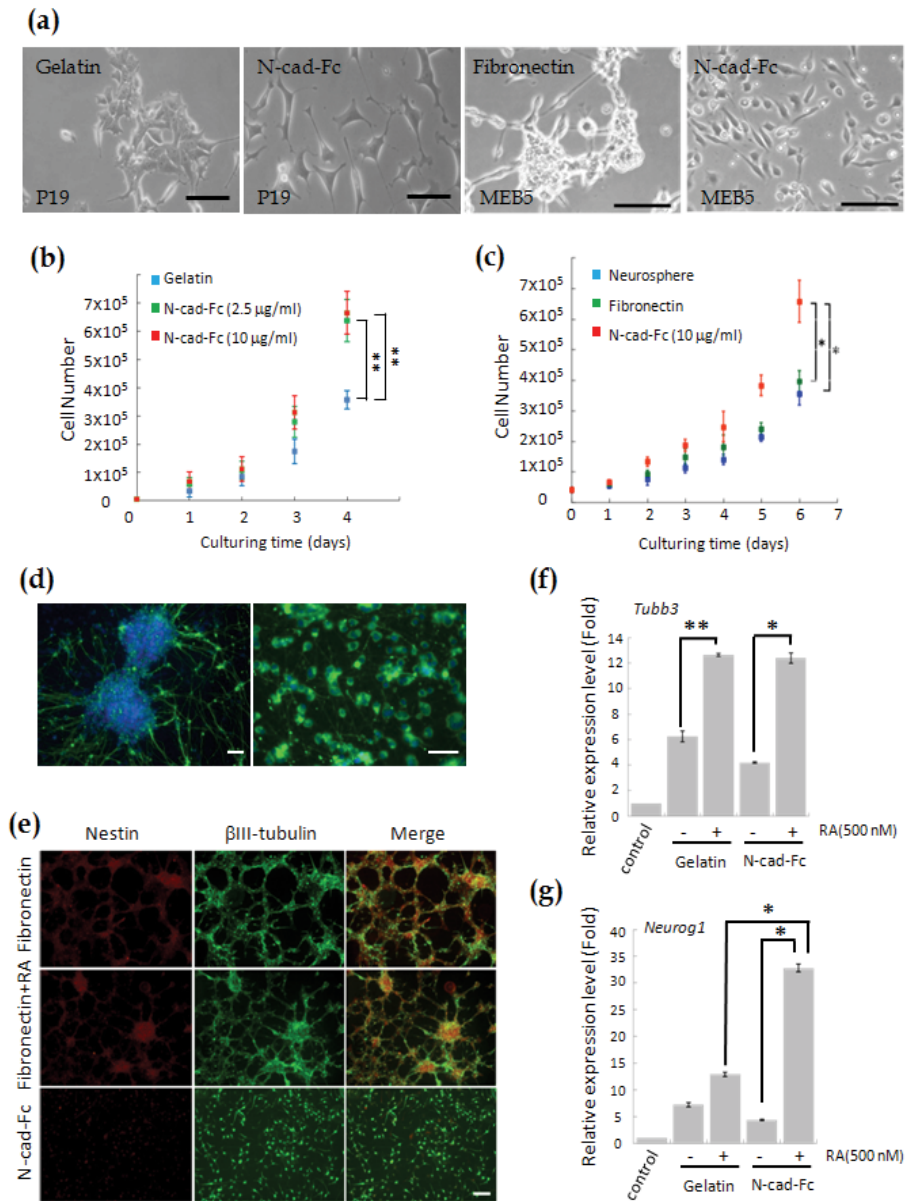 (a)
Gelatin
P19
N-cad-Fc
P19
Fibronectin
MEB5
N-cad-Fc
MEB5
(b)
Gelatin
N-cad-Fc (2.5 µg/ml)
N-cad-Fc (10 µg/ml)
Cell Number
7X10⁵
6X10⁵
5X10⁵
4X10⁵
3X10⁵
2X10⁵
1X10⁵
0
**
**
0 1 2 3 4
Culturing time (days)
(c)
Neurosphere
Fibronectin
N-cad-Fc (10 µg/ml)
Cell Number
7X10⁵
6X10⁵
5X10⁵
4X10⁵
3X10⁵
2X10⁵
1X10⁵
0
*
*
0 1 2 3 4 5 6 7
Culturing time (days)
(d)
(e)
Nestin βIII-tubulin Merge
Fibronectin
Fibronectin+RA
N-cad-Fc
(f)
Tubb3
Relative expression level (Fold)
14
12
10
8
6
4
2
0
**
*
control - + - + RA(500 nM)
Gelatin N-cad-Fc
(g)
Neurog1
Relative expression level (Fold)
40
35
30
25
20
15
10
5
0
*
*
control - + - + RA(500 nM)
Gelatin N-cad-Fc